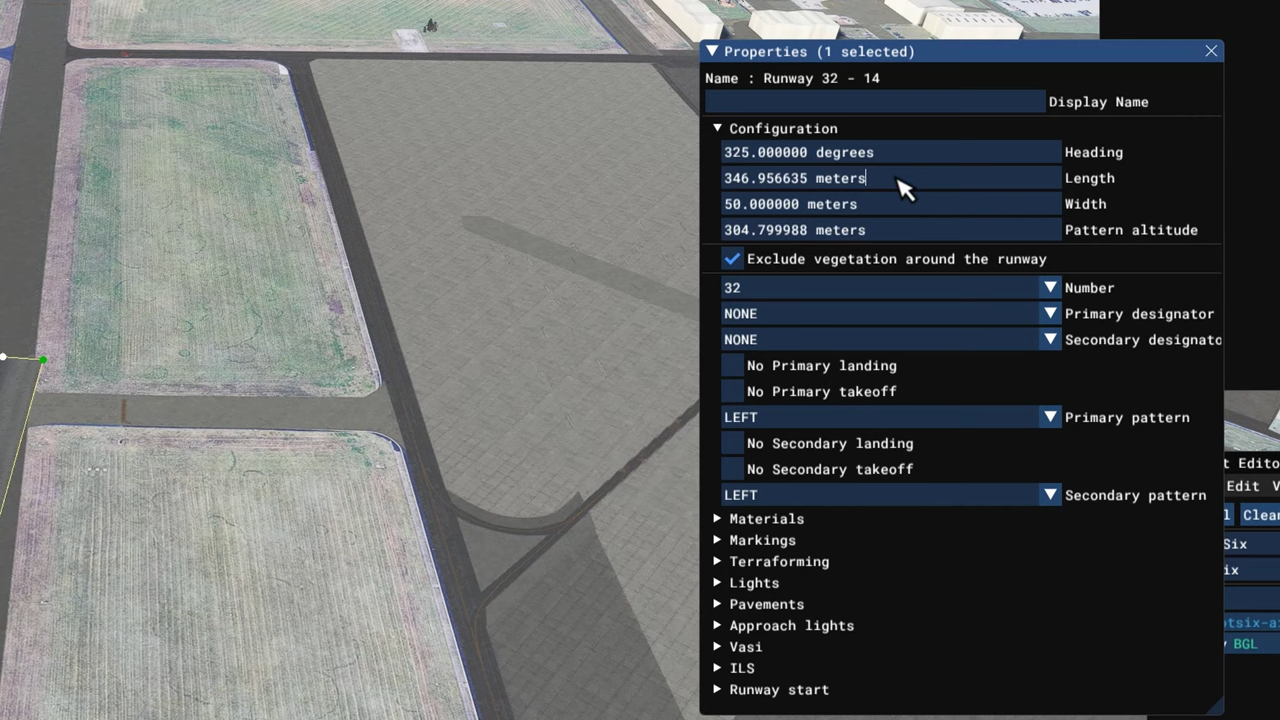 Properties (1 selected)
Name : Runway 32 - 14
Display Name
Configuration
325.000000 degrees Heading
346.956635 meters Length
50.000000 meters Width
304.799988 meters Pattern altitude
Exclude vegetation around the runway
32 Number
NONE Primary designator
NONE Secondary designato
No Primary landing
No Primary takeoff
LEFT Primary pattern
No Secondary landing
No Secondary takeoff
LEFT Secondary pattern
Materials
Markings
Terraforming
Lights
Pavements
Approach lights
Vasi
ILS
Runway start
t Edito
Edit V
l Clear
Six
ix
BGL